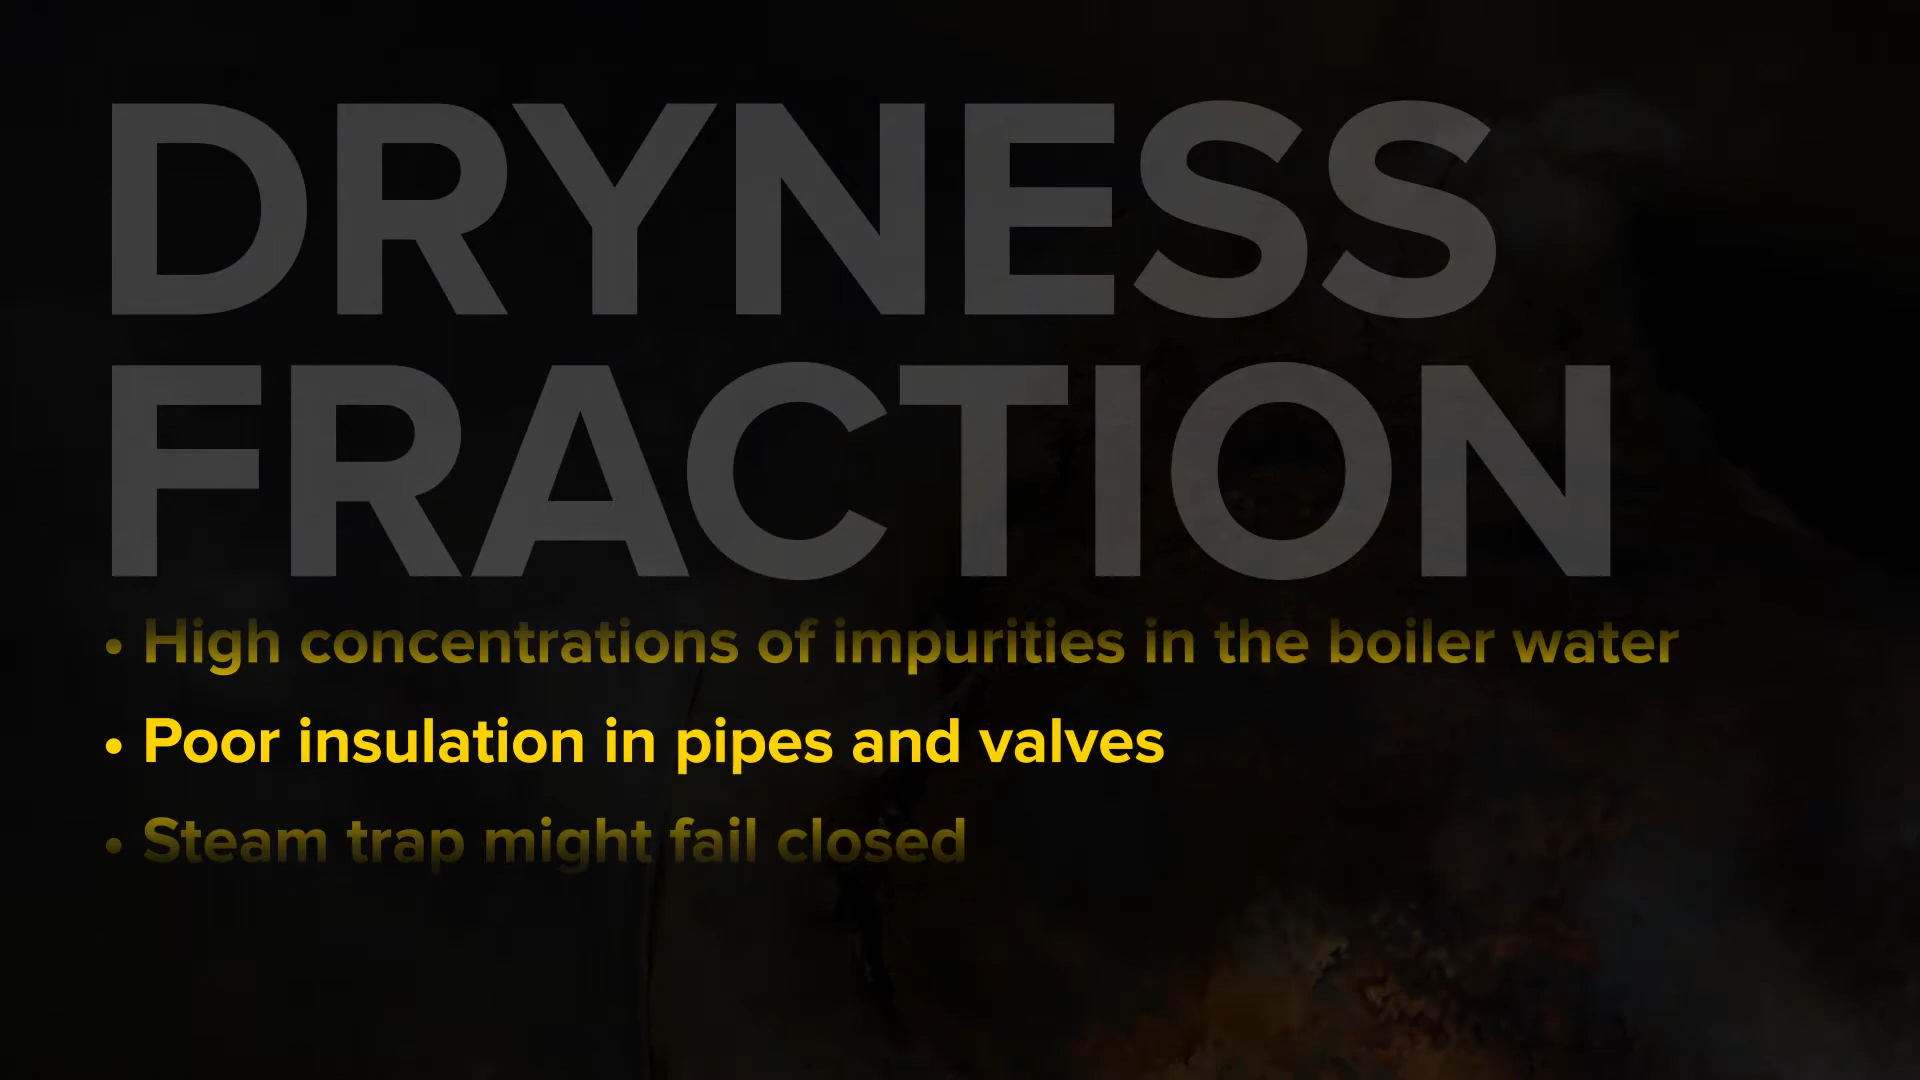 DRYNESS
FRACTION
• High concentrations of impurities in the boiler water
• Poor insulation in pipes and valves
• Steam trap might fail closed